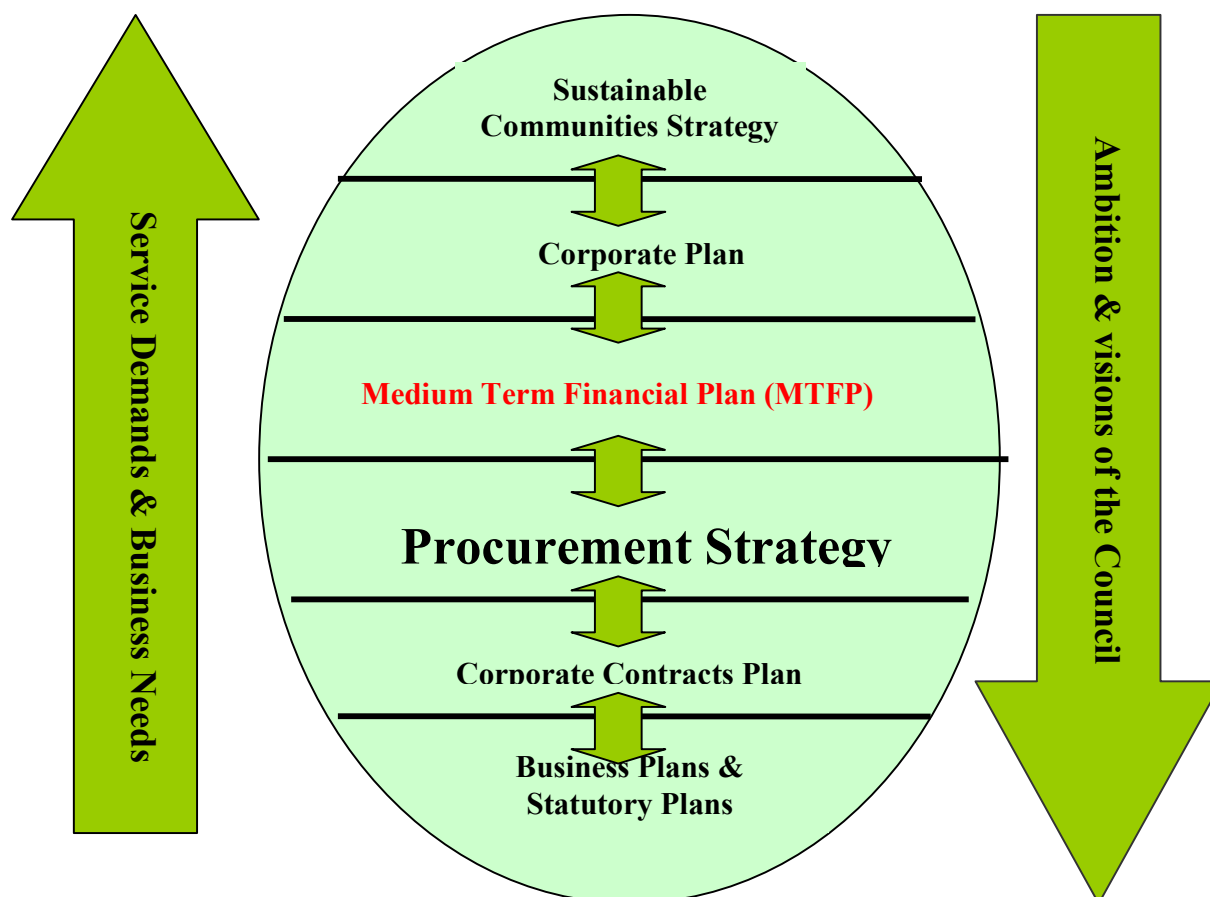 Sustainable
Communities Strategy
Corporate Plan
Medium Term Financial Plan (MTFP)
Procurement Strategy
Corporate Contracts Plan
Business Plans &
Statutory Plans
Service Demands & Business Needs
Ambition & visions of the Council